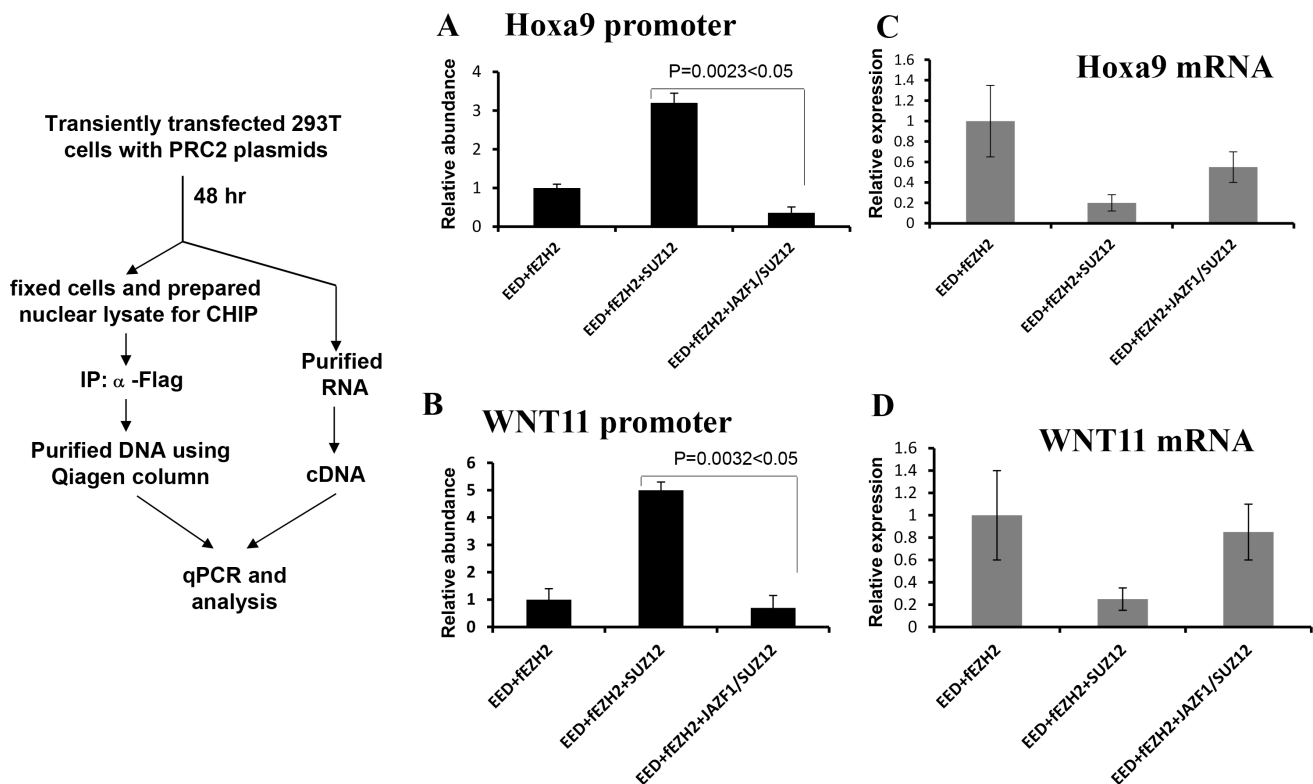 Transiently transfected 293T
cells with PRC2 plasmids
48 hr
fixed cells and prepared
nuclear lysate for CHIP
IP: α -Flag
Purified DNA using
Qiagen column
Purified
RNA
cDNA
qPCR and
analysis
A
Hoxa9 promoter
P=0.0023<0.05
Relative abundance
4
3
2
1
0
EED+fEZH2
EED+fEZH2+SUZ12
EED+fEZH2+JAZF1/SUZ12
B
WNT11 promoter
P=0.0032<0.05
Relative abundance
6
5
4
3
2
1
0
EED+fEZH2
EED+fEZH2+SUZ12
EED+fEZH2+JAZF1/SUZ12
C
Hoxa9 mRNA
Relative expression
1.6
1.4
1.2
1
0.8
0.6
0.4
0.2
0
EED+fEZH2
EED+fEZH2+SUZ12
EED+fEZH2+JAZF1/SUZ12
D
WNT11 mRNA
Relative expression
1.6
1.4
1.2
1
0.8
0.6
0.4
0.2
0
EED+fEZH2
EED+fEZH2+SUZ12
EED+fEZH2+JAZF1/SUZ12